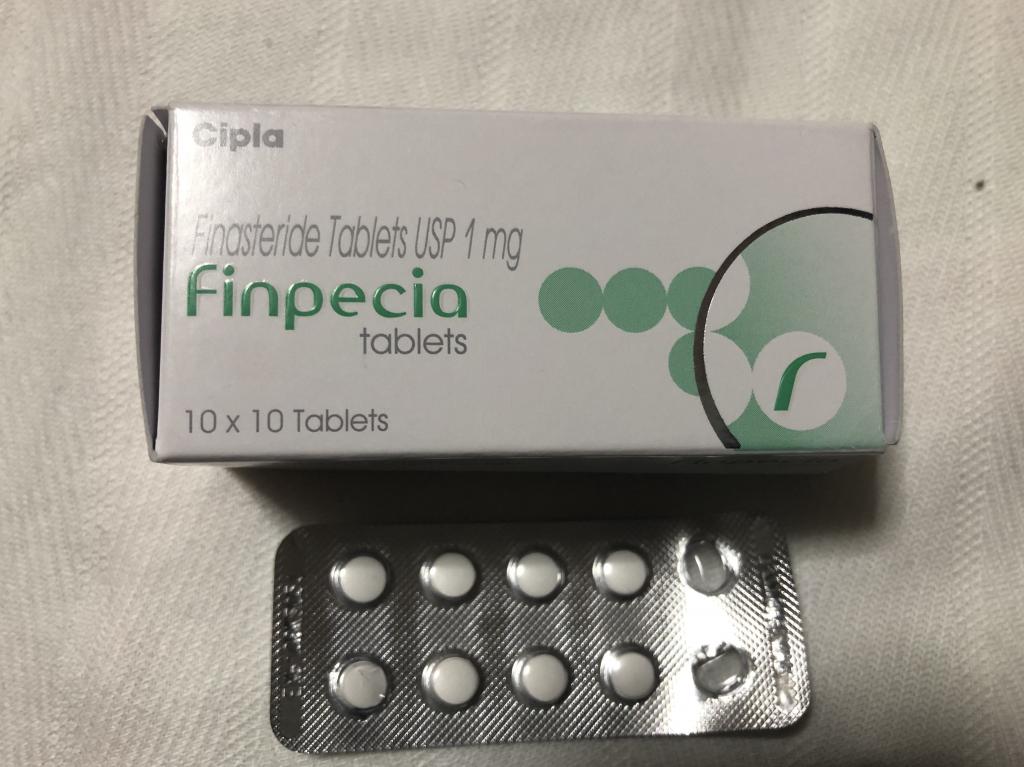 Cipla
Finasteride Tablets USP 1 mg
Finpecia
tablets
10 x 10 Tablets